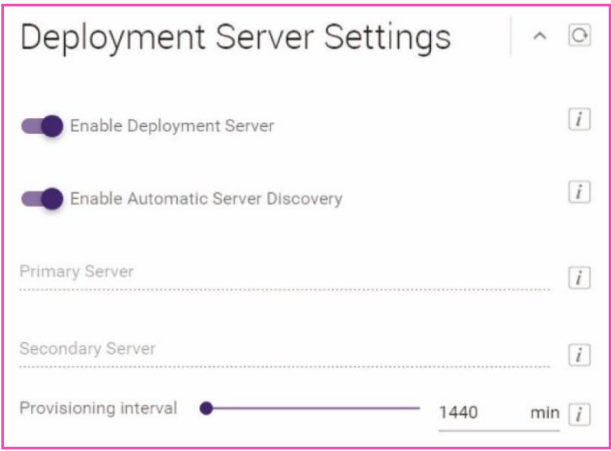 Deployment Server Settings
Enable Deployment Server i
Enable Automatic Server Discovery i
Primary Server i
Secondary Server i
Provisioning interval 1440 min i